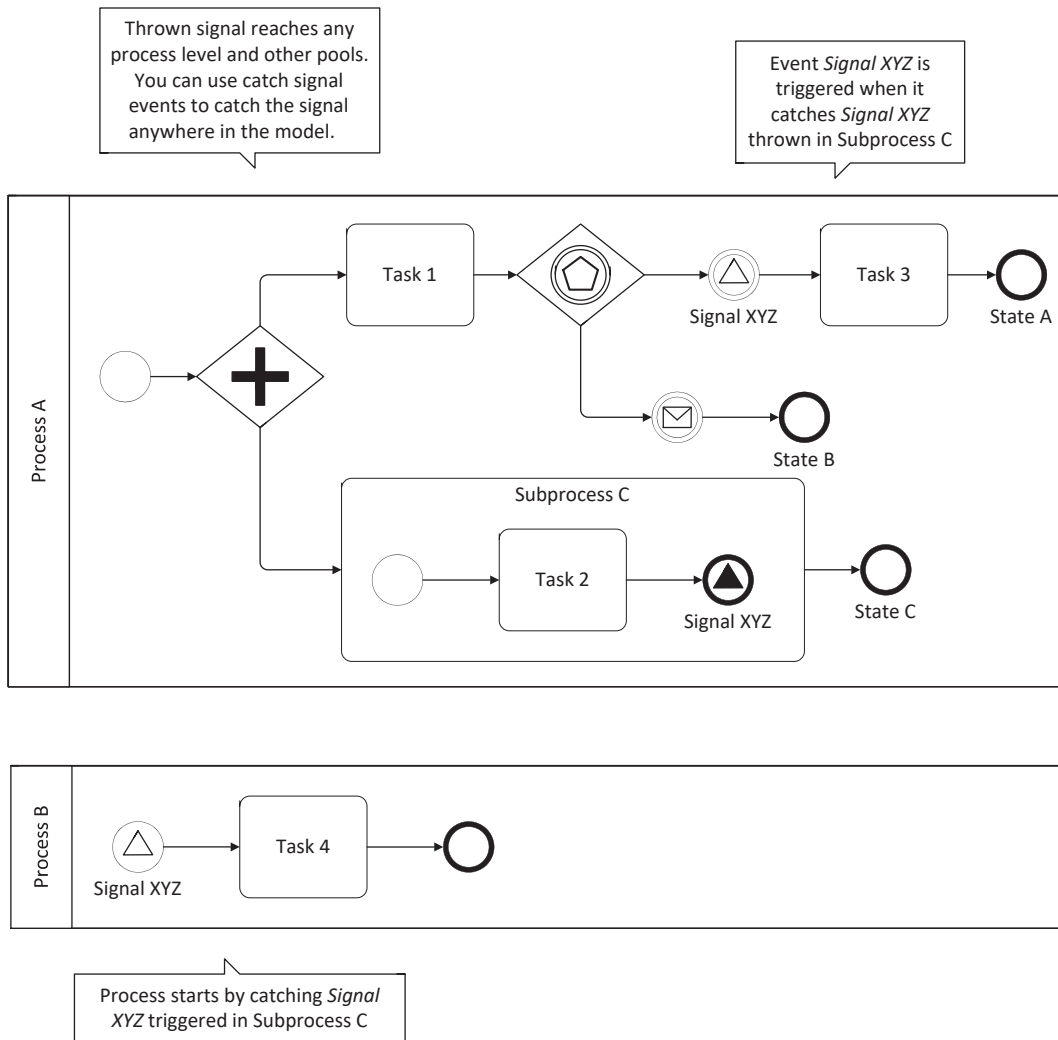 Thrown signal reaches any
process level and other pools.
You can use catch signal
events to catch the signal
anywhere in the model.
Event Signal XYZ is
triggered when it
catches Signal XYZ
thrown in Subprocess C
Process A
Task 1
Signal XYZ
Task 3
State A
State B
Subprocess C
Task 2
Signal XYZ
State C
Process B
Signal XYZ
Task 4
Process starts by catching Signal
XYZ triggered in Subprocess C